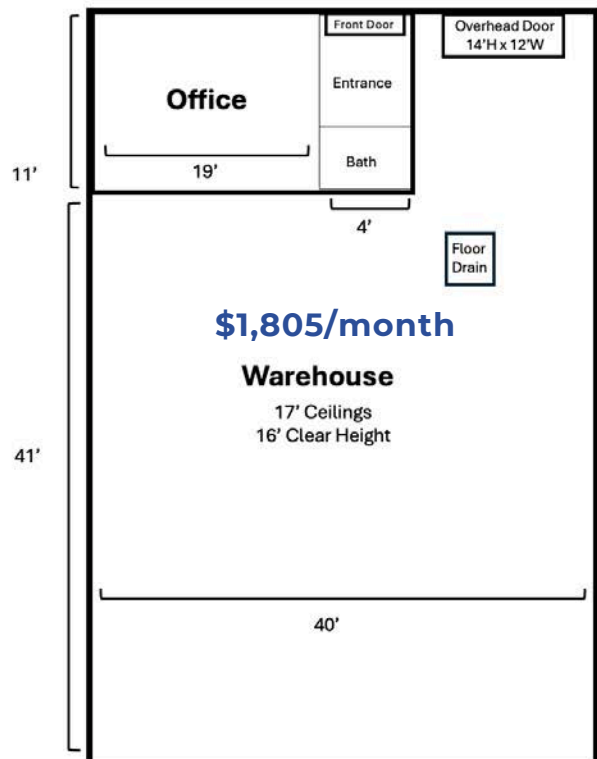 Front Door
Overhead Door
14'H x 12'W
Office
Entrance
19'
Bath
11'
4'
Floor
Drain
$1,805/month
Warehouse
17' Ceilings
16' Clear Height
41'
40'